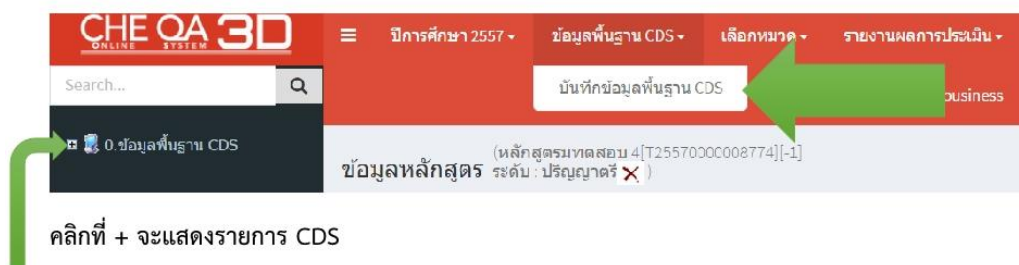 CHE QA 3D
ONLINE SYSTEM
ปีการศึกษา 2557
ข้อมูลพื้นฐาน CDS
เลือกหมวด
รายงานผลการประเมิน
Search...
บันทึกข้อมูลพื้นฐาน CDS
business
0.ข้อมูลพื้นฐาน CDS
ข้อมูลหลักสูตร (หลักสูตรมทดสอบ 4[T25570000008774][-1]
ระดับ : ปริญญาตรี )
คลิกที่ + จะแสดงรายการ CDS